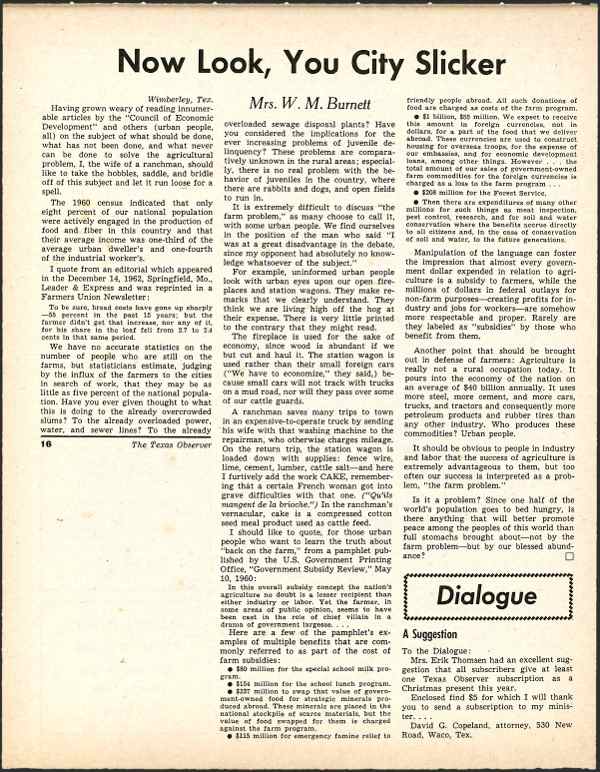 Now Look, You City Slicker
Wimberley, Tex.
Having grown weary of reading innumer-
able articles by the "Council of Economic
Development" and others (urban people,
all) on the subject of what should be done,
what has not been done, and what never
can be done to solve the agricultural
problem, I, the wife of a ranchman, should
like to take the hobbles, saddle, and bridle
off of this subject and let it run loose for a
spell.
The 1960 census indicated that only
eight percent of our national population
were actively engaged in the production
of food and fiber in this country and that
their average income was one-third of the
average urban dweller's and one-fourth
of the industrial worker's.
I quote from an editorial which appeared
in the December 14, 1962, Springfield, Mo.,
Leader & Express and was reprinted in a
Farmers Union Newsletter:
To be sure, bread costs have gone up sharply
—55 percent in the past 15 years; but the
farmer didn't get that increase, nor any of it,
for his share in the loaf fell from 27 to 24
cents in that same period.
We have no accurate statistics on the
number of people who are still on the
farms, but statisticians estimate, judging
by the influx of the farmers to the cities
in search of work, that they may be as
little as five percent of the national popula-
tion. Have you ever given thought to what
this is doing to the already overcrowded
slums? To the already overloaded power,
water, and sewer lines? To the already
16 The Texas Observer
Mrs. W. M. Burnett
overloaded sewage disposal plants? Have
you considered the implications for the
ever increasing problems of juvenile de-
linquency? These problems are compara-
tively unknown in the rural areas; especial-
ly, there is no real problem with the be-
havior of juveniles in the country, where
there are rabbits and dogs, and open fields
to run in.
It is extremely difficult to discuss "the
farm problem," as many choose to call it,
with some urban people. We find ourselves
in the position of the man who said "I
was at a great disadvantage in the debate,
since my opponent had absolutely no know-
ledge whatsoever of the subject."
For example, uninformed urban people
look with urban eyes upon our open fire-
places and station wagons. They make re-
marks that we clearly understand. They
think we are living high off the hog at
their expense. There is very little printed
to the contrary that they might read.
The fireplace is used for the sake of
economy, since wood is abundant if we
but cut and haul it. The station wagon is
used rather than their small foreign cars
("We have to economize," they said,) be-
cause small cars will not track with trucks
on a mud road, nor will they pass over some
of our cattle guards.
A ranchman saves many trips to town
in an expensive-to-operate truck by sending
his wife with that washing machine to the
repairman, who otherwise charges mileage.
On the return trip, the station wagon is
loaded down with supplies: fence wire,
lime, cement, lumber, cattle salt—and here
I furtively add the work CAKE, remember-
ing that a certain French woman got into
grave difficulties with that one. ("Qu'ils
mangent de la brioche.") In the ranchman's
vernacular, cake is a compressed cotton
seed meal product used as cattle feed.
I should like to quote, for those urban
people who want to learn the truth about
"back on the farm," from a pamphlet pub-
lished by the U.S. Government Printing
Office, "Government Subsidy Review," May
10, 1960:
In this overall subsidy concept the nation's
agriculture no doubt is a lesser recipient than
either industry or labor. Yet the farmer, in
some areas of public opinion, seems to have
been cast in the role of chief villain in a
drama of government largesse. . . .
Here are a few of the pamphlet's ex-
amples of multiple benefits that are com-
monly referred to as part of the cost of
farm subsidies:
● $80 million for the special school milk pro-
gram.
● $154 million for the school lunch program.
● $337 million to swap that value of govern-
ment-owned food for strategic minerals pro-
duced abroad. These minerals are placed in the
national stockpile of scarce materials, but the
value of food swapped for them is charged
against the farm program.
● $115 million for emergency famine relief to
friendly people abroad. All such donations of
food are charged as costs of the farm program.
● $1 billion, $55 million. We expect to receive
this amount in foreign currencies, not in
dollars, for a part of the food that we deliver
abroad. These currencies are used to construct
housing for overseas troops, for the expense of
our embassies, and for economic development
loans, among other things. However . . . the
total amount of our sales of government-owned
farm commodities for the foreign currencies is
charged as a loss to the farm program . . .
● $208 million for the Forest Service.
● Then there are expenditures of many other
millions for such things as meat inspection,
pest control, research, and for soil and water
conservation where the benefits accrue directly
to all citizens and, in the case of conservation
of soil and water, to the future generations.
Manipulation of the language can foster
the impression that almost every govern-
ment dollar expended in relation to agri-
culture is a subsidy to farmers, while the
millions of dollars in federal outlays for
non-farm purposes—creating profits for in-
dustry and jobs for workers—are somehow
more respectable and proper. Rarely are
they labeled as "subsidies" by those who
benefit from them.
Another point that should be brought
out in defense of farmers: Agriculture is
really not a rural occupation today. It
pours into the economy of the nation on
an average of $40 billion annually. It uses
more steel, more cement, and more cars,
trucks, and tractors and consequently more
petroleum products and rubber tires than
any other industry. Who produces these
commodities? Urban people.
It should be obvious to people in industry
and labor that the success of agriculture is
extremely advantageous to them, but too
often our success is interpreted as a prob-
lem, "the farm problem."
Is it a problem? Since one half of the
world's population goes to bed hungry, is
there anything that will better promote
peace among the peoples of this world than
full stomachs brought about—not by the
farm problem—but by our blessed abund-
ance? □
Dialogue
A Suggestion
To the Dialogue:
Mrs. Erik Thomsen had an excellent sug-
gestion that all subscribers give at least
one Texas Observer subscription as a
Christmas present this year.
Enclosed find $5 for which I will thank
you to send a subscription to my minis-
ter. . . .
David G. Copeland, attorney, 530 New
Road, Waco, Tex.